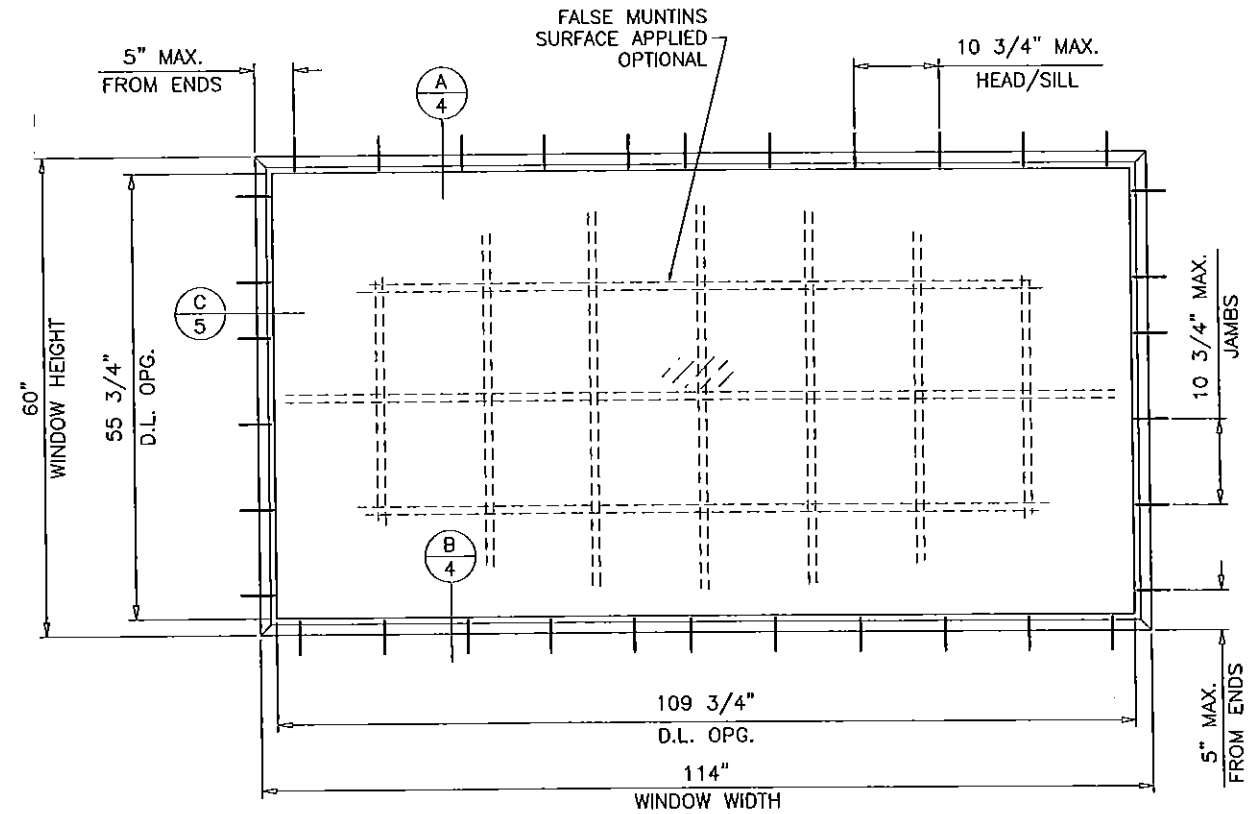 FALSE MUNTINS
SURFACE APPLIED
OPTIONAL
5" MAX.
FROM ENDS
10 3/4" MAX.
HEAD/SILL
A
4
C
5
60"
WINDOW HEIGHT
55 3/4"
D.L. OPG.
10 3/4" MAX.
JAMBS
B
4
109 3/4"
D.L. OPG.
114"
WINDOW WIDTH
5" MAX.
FROM ENDS